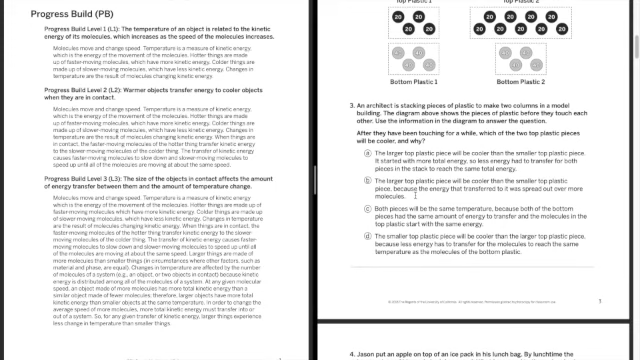 Progress Build (PB)
Progress Build Level 1 (L1): The temperature of an object is related to the kinetic
energy of its molecules, which increases as the speed of the molecules increases.
Molecules move and change speed. Temperature is a measure of kinetic energy
which is the energy of the movement of the molecules. Hotter things are made
up of faster-moving molecules, which have more kinetic energy. Colder things are
made up of slower-moving molecules, which have less kinetic energy. Changes in
temperature are the result of molecules changing kinetic energy.
Progress Build Level 2 (L2): Warmer objects transfer energy to cooler objects
when they are in contact.
Molecules move and change speed. Temperature is a measure of kinetic energy
which is the energy of the movement of the molecules. Hotter things are made up
of faster-moving molecules, which have more kinetic energy. Colder things are
made up of slower-moving molecules, which have less kinetic energy. Changes in
temperature are the result of molecules changing kinetic energy. When things are
in contact, the faster-moving molecules of the hotter thing transfer kinetic energy
to the slower-moving molecules of the colder thing. The transfer of kinetic energy
causes faster-moving molecules to slow down and slower-moving molecules to
speed up until all of the molecules are moving at about the same speed.
Progress Build Level 3 (L3): The size of the objects in contact affects the amount
of energy transfer between them and the amount of temperature change.
Molecules move and change speed. Temperature is a measure of kinetic energy
which is the energy of the movement of the molecules. Hotter things are made up of
faster-moving molecules which have more kinetic energy. Colder things are made up
of slower-moving molecules, which have less kinetic energy. Changes in temperature
are the result of molecules changing kinetic energy. When things are in contact, the
faster-moving molecules of the hotter thing transfer kinetic energy to the slower-
moving molecules of the colder thing. The transfer of kinetic energy causes faster-
moving molecules to slow down and slower-moving molecules to speed up until
all of the molecules are moving at about the same speed. Larger things are made of
more molecules than smaller things (in circumstances where other factors, such as
material and phase, are equal). Changes in temperature are affected by the number
of molecules of a system (e.g., an object, or two objects in contact) because kinetic
energy is distributed among all of the molecules of a system. At any given molecular
speed, an object made of more molecules has more total kinetic energy than a
similar object made of fewer molecules; therefore, larger objects have more total
kinetic energy than smaller objects at the same temperature. In order to change the
average speed of more molecules, more total kinetic energy must transfer into or
out of a system. So, for any given transfer of kinetic energy, larger things experience
less change in temperature than smaller things.
Top Plastic 1 Top Plastic 2
20 20 20 20 20 20
20 20 20 20 20 20 20
Bottom Plastic 1 Bottom Plastic 2
3. An architect is stacking pieces of plastic to make two columns in a model
building. The diagram above shows the pieces of plastic before they touch each
other. Use the information in the diagram to answer the question.
After they have been touching for a while, which of the two top plastic pieces
will be cooler, and why?
a The larger top plastic piece will be cooler than the smaller top plastic piece.
It started with more total energy, so less energy had to transfer for both
pieces in the stack to reach the same total energy.
b The larger top plastic piece will be cooler than the smaller top plastic
piece, because the energy that transferred to it was spread out over more
molecules.
c Both pieces will be the same temperature, because both of the bottom
pieces had the same amount of energy to transfer and the molecules in the
top plastic start with the same energy.
d The smaller top plastic piece will be cooler than the larger top plastic piece,
because less energy has to transfer for the molecules to reach the same
temperature as the molecules of the bottom plastic.
4. Jason put an apple on top of an ice pack in his lunch bag. By lunchtime the